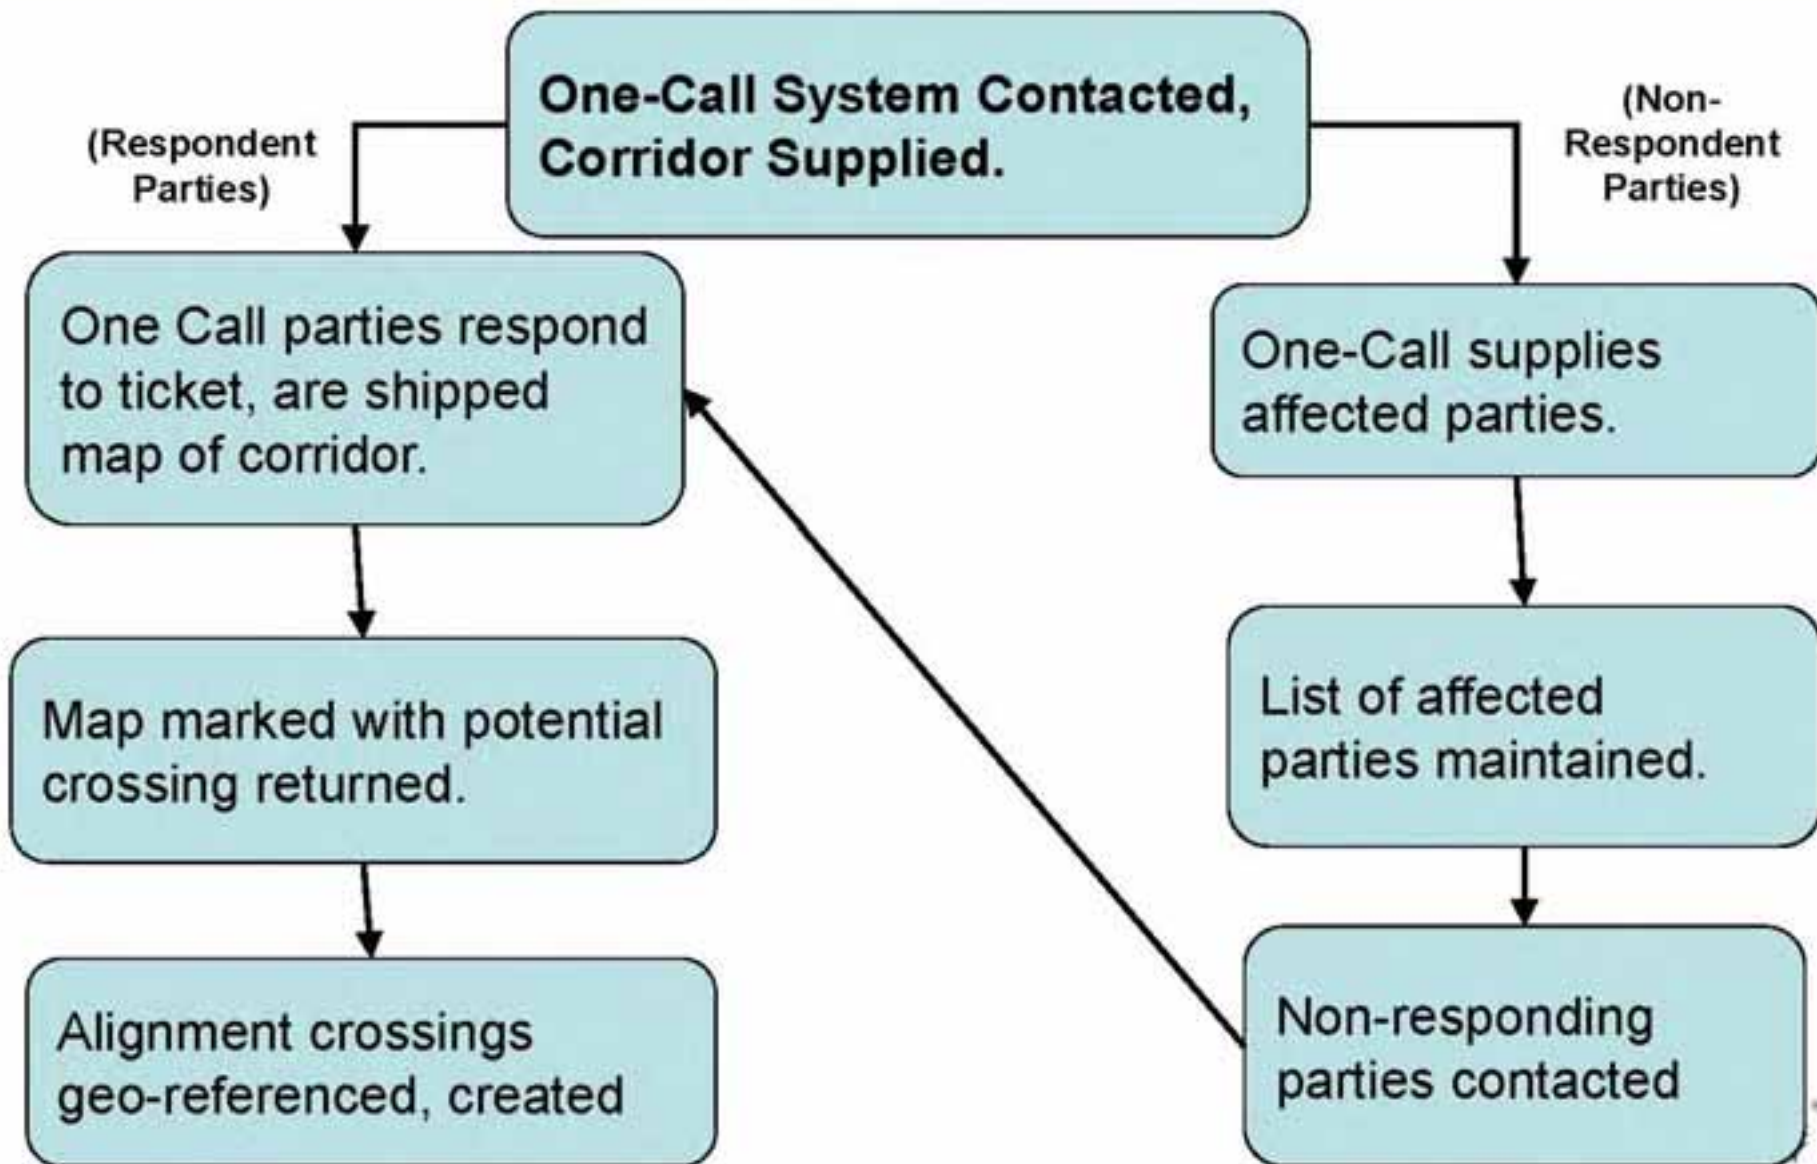 One-Call System Contacted,
Corridor Supplied.
(Respondent
Parties)
(Non-
Respondent
Parties)
One Call parties respond
to ticket, are shipped
map of corridor.
One-Call supplies
affected parties.
Map marked with potential
crossing returned.
List of affected
parties maintained.
Alignment crossings
geo-referenced, created
Non-responding
parties contacted